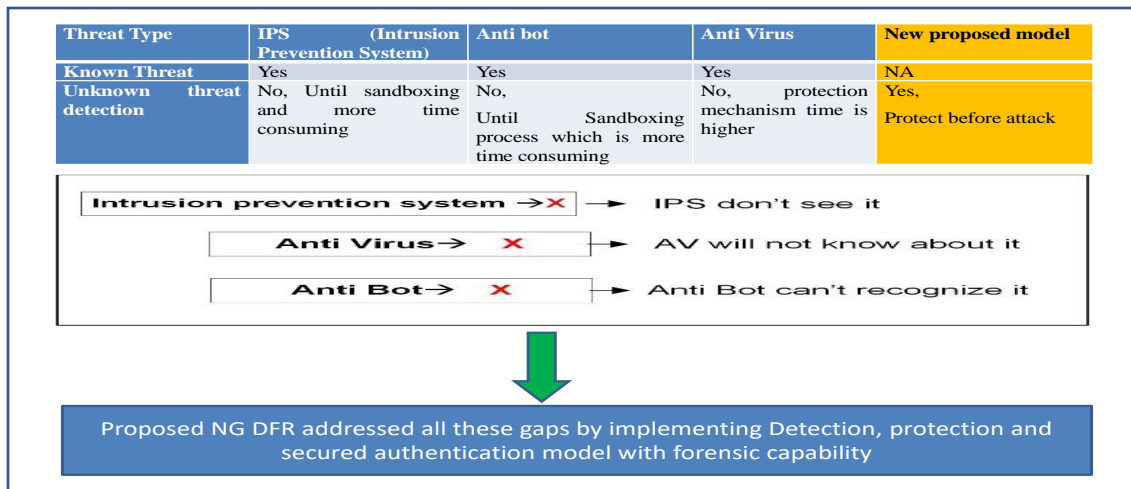 Threat Type IPS (Intrusion Prevention System) Anti bot Anti Virus New proposed model
Known Threat Yes Yes Yes NA
Unknown threat detection No, Until sandboxing and more time consuming No, Until Sandboxing process which is more time consuming No, protection mechanism time is higher Yes, Protect before attack
Intrusion prevention system →X → IPS don't see it
Anti Virus→ X → AV will not know about it
Anti Bot→ X → Anti Bot can't recognize it
Proposed NG DFR addressed all these gaps by implementing Detection, protection and
secured authentication model with forensic capability